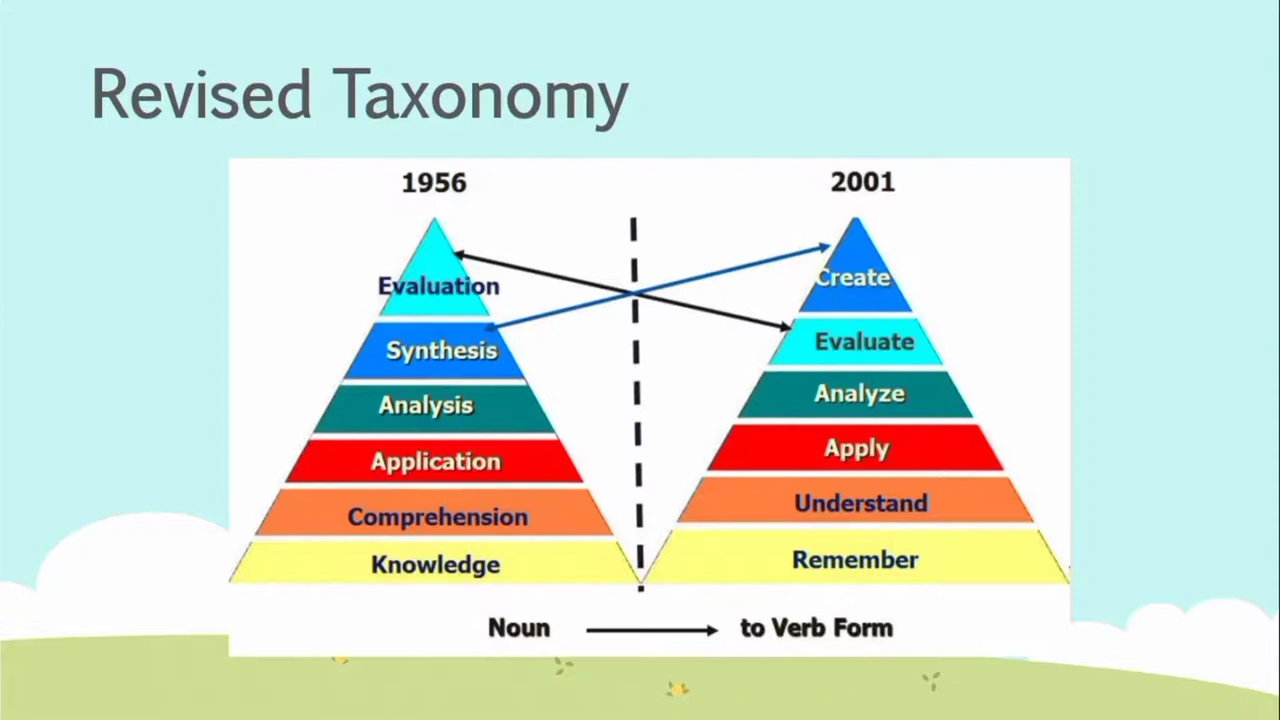 Revised Taxonomy
1956
Evaluation
Synthesis
Analysis
Application
Comprehension
Knowledge
2001
Create
Evaluate
Analyze
Apply
Understand
Remember
Noun to Verb Form